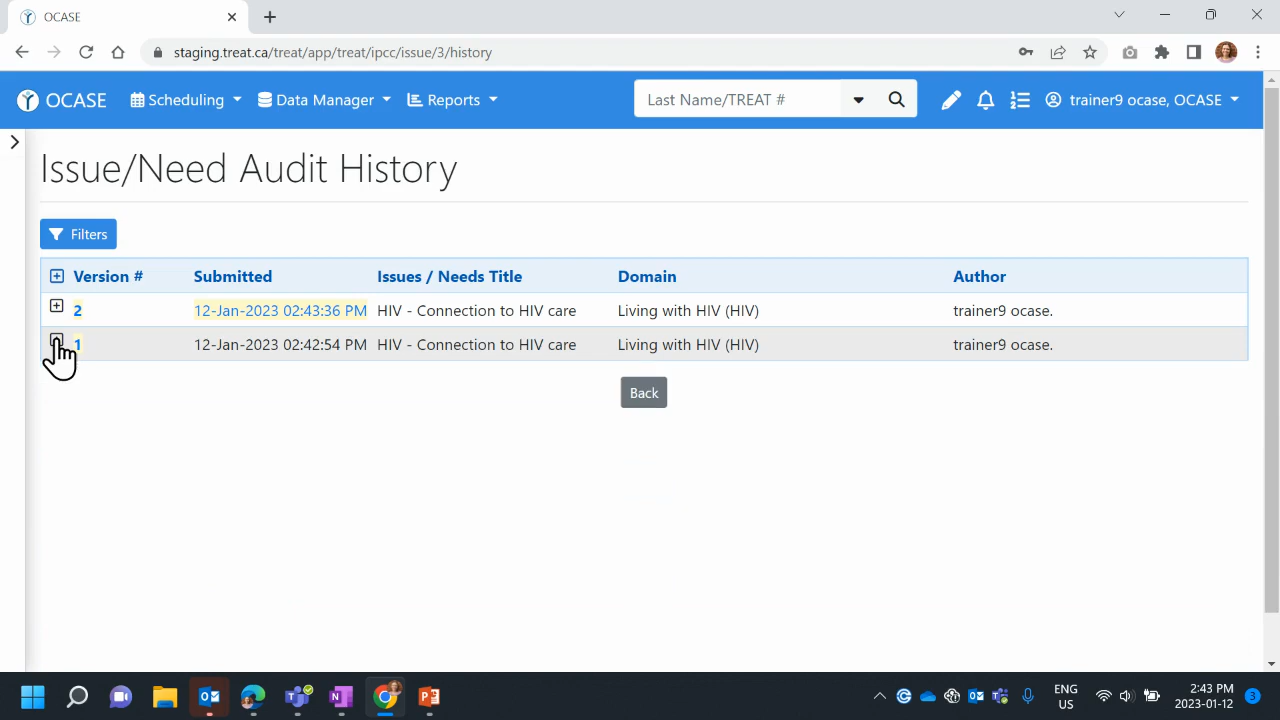 OCASE
staging.treat.ca/treat/app/treat/ipcc/issue/3/history
OCASE Scheduling Data Manager Reports Last Name/TREAT # trainer9 ocase, OCASE
Issue/Need Audit History
Filters
Version # Submitted Issues / Needs Title Domain Author
2 12-Jan-2023 02:43:36 PM HIV - Connection to HIV care Living with HIV (HIV) trainer9 ocase.
1 12-Jan-2023 02:42:54 PM HIV - Connection to HIV care Living with HIV (HIV) trainer9 ocase.
Back
ENG
US
2:43 PM
2023-01-12
3